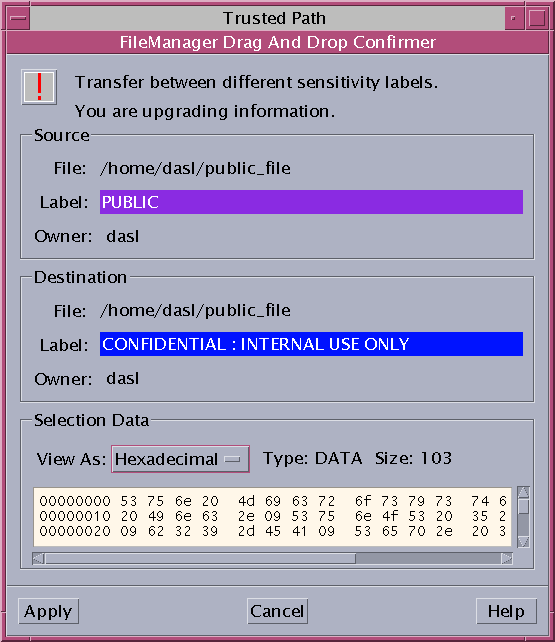 Trusted Path
FileManager Drag And Drop Confirmer
Transfer between different sensitivity labels.
You are upgrading information.
Source
File: /home/dasl/public_file
Label: PUBLIC
Owner: dasl
Destination
File: /home/dasl/public_file
Label: CONFIDENTIAL : INTERNAL USE ONLY
Owner: dasl
Selection Data
View As: Hexadecimal Type: DATA Size: 103
00000000 53 75 6e 20 4d 69 63 72 6f 73 79 73 74 6
00000010 20 49 6e 63 2e 09 53 75 6e 4f 53 20 35 2
00000020 09 62 32 39 2d 45 41 09 53 65 70 2e 20 3
Apply Cancel Help